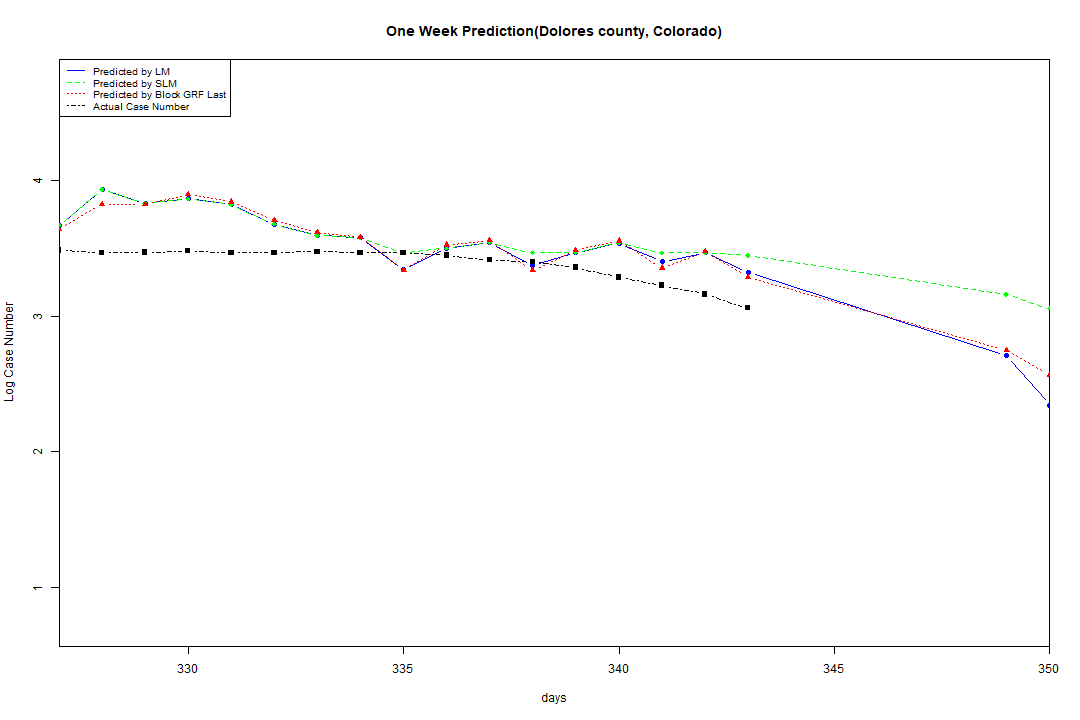 One Week Prediction(Dolores county, Colorado)
Predicted by LM
Predicted by SLM
Predicted by Block GRF Last
Actual Case Number
4
3
2
1
Log Case Number
330 335 340 345 350
days